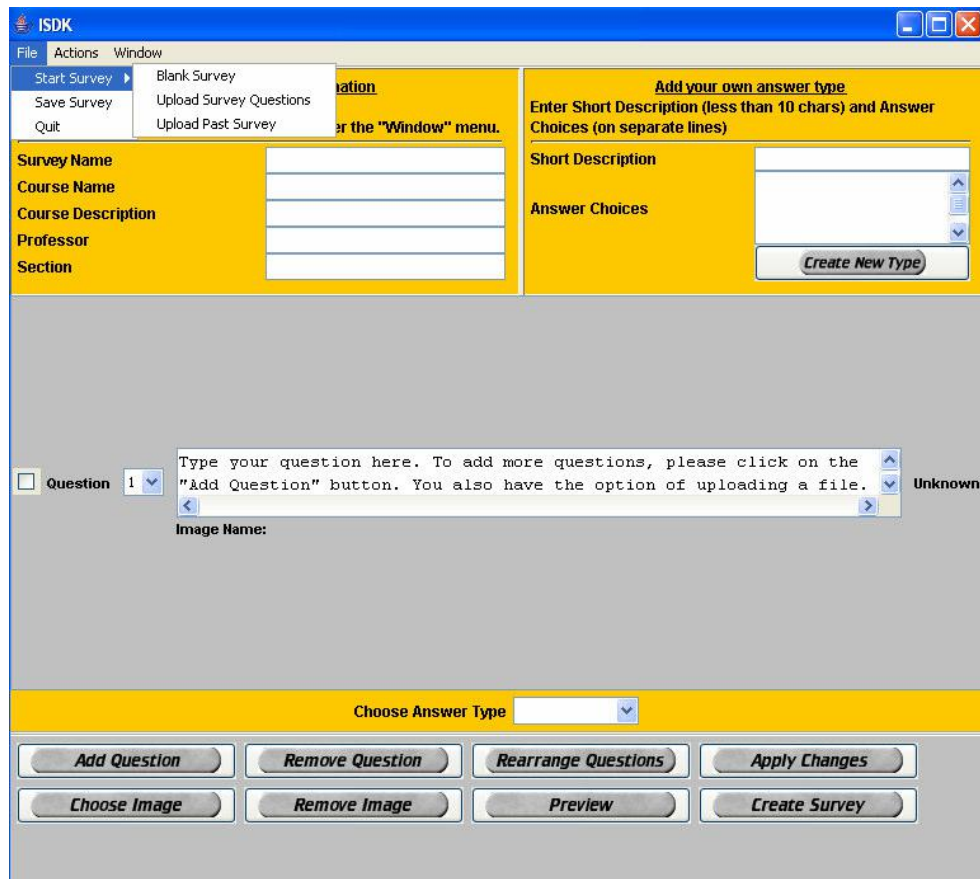 ISDK
File Actions Window
Start Survey
Save Survey
Quit
Blank Survey
Upload Survey Questions
Upload Past Survey
the "Window" menu.
Survey Name
Course Name
Course Description
Professor
Section
Add your own answer type
Enter Short Description (less than 10 chars) and Answer
Choices (on separate lines)
Short Description
Answer Choices
Create New Type
Question 1
Type your question here. To add more questions, please click on the
"Add Question" button. You also have the option of uploading a file.
Unknown
Image Name:
Choose Answer Type
Add Question Remove Question Rearrange Questions Apply Changes
Choose Image Remove Image Preview Create Survey